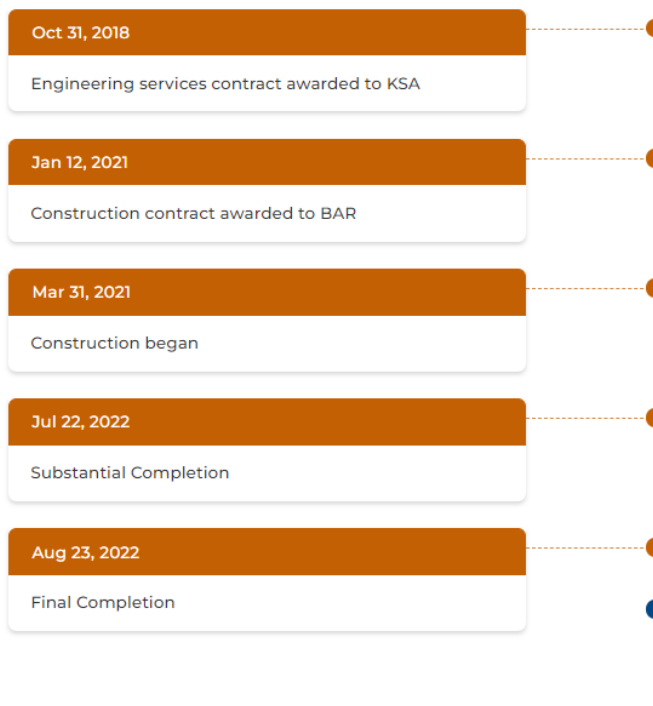 Oct 31, 2018
Engineering services contract awarded to KSA
Jan 12, 2021
Construction contract awarded to BAR
Mar 31, 2021
Construction began
Jul 22, 2022
Substantial Completion
Aug 23, 2022
Final Completion